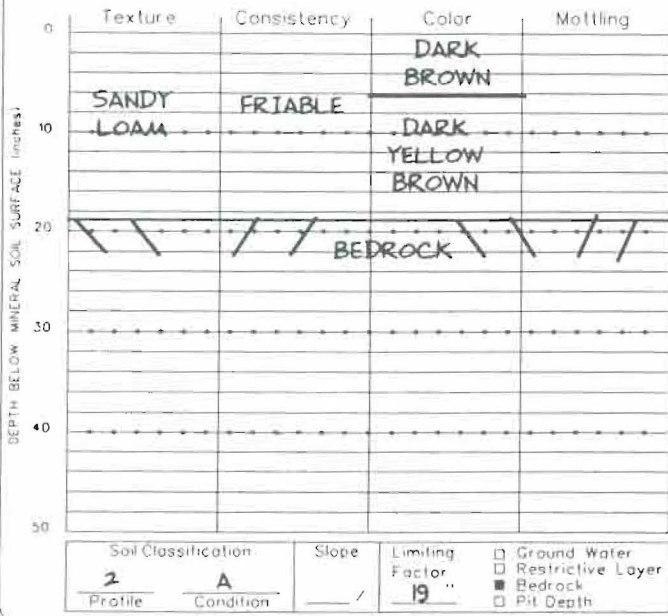 Texture Consistency Color Mottling
DEPTH BELOW MINERAL SOIL SURFACE (inches)
0
DARK
BROWN
SANDY FRIABLE
10 LOAM DARK
YELLOW
BROWN
20
BEDROCK
30
40
50
Soil Classification Slope Limiting Factor
2 A 19 "
Profile Condition /
Ground Water
Restrictive Layer
Bedrock
Pit Depth